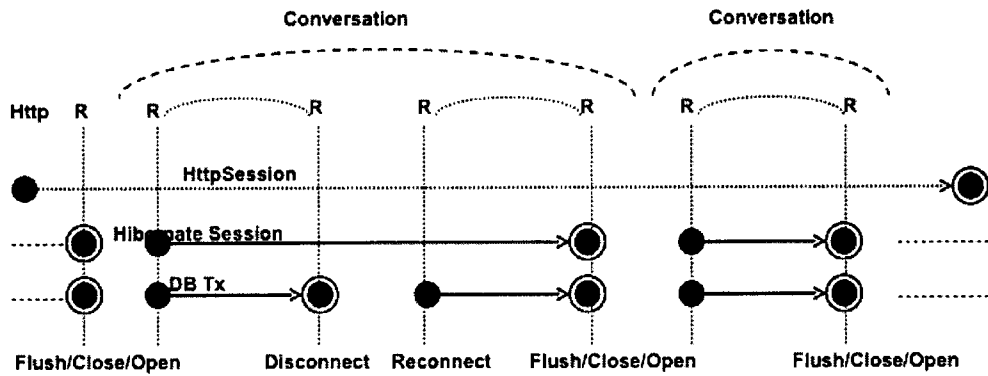 Conversation Conversation
Http R R R R R R R
HttpSession
Hibernate Session
DB Tx
Flush/Close/Open Disconnect Reconnect Flush/Close/Open Flush/Close/Open